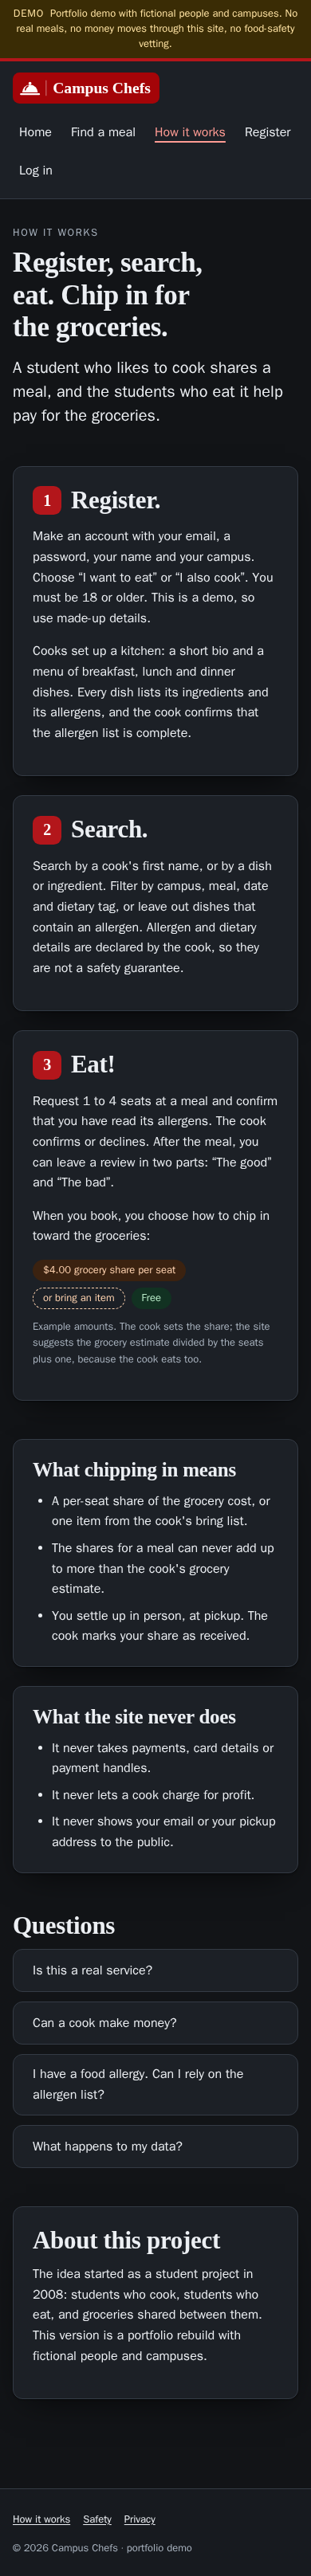 DEMO Portfolio demo with fictional people and campuses. No
real meals, no money moves through this site, no food-safety
vetting.
Campus Chefs
Home Find a meal How it works Register
Log in
HOW IT WORKS
Register, search,
eat. Chip in for
the groceries.
A student who likes to cook shares a
meal, and the students who eat it help
pay for the groceries.
1 Register.
Make an account with your email, a
password, your name and your campus.
Choose “I want to eat” or “I also cook”. You
must be 18 or older. This is a demo, so
use made-up details.
Cooks set up a kitchen: a short bio and a
menu of breakfast, lunch and dinner
dishes. Every dish lists its ingredients and
its allergens, and the cook confirms that
the allergen list is complete.
2 Search.
Search by a cook's first name, or by a dish
or ingredient. Filter by campus, meal, date
and dietary tag, or leave out dishes that
contain an allergen. Allergen and dietary
details are declared by the cook, so they
are not a safety guarantee.
3 Eat!
Request 1 to 4 seats at a meal and confirm
that you have read its allergens. The cook
confirms or declines. After the meal, you
can leave a review in two parts: “The good”
and “The bad”.
When you book, you choose how to chip in
toward the groceries:
$4.00 grocery share per seat
or bring an item Free
Example amounts. The cook sets the share; the site
suggests the grocery estimate divided by the seats
plus one, because the cook eats too.
What chipping in means
• A per-seat share of the grocery cost, or
one item from the cook's bring list.
• The shares for a meal can never add up
to more than the cook's grocery
estimate.
• You settle up in person, at pickup. The
cook marks your share as received.
What the site never does
• It never takes payments, card details or
payment handles.
• It never lets a cook charge for profit.
• It never shows your email or your pickup
address to the public.
Questions
Is this a real service?
Can a cook make money?
I have a food allergy. Can I rely on the
allergen list?
What happens to my data?
About this project
The idea started as a student project in
2008: students who cook, students who
eat, and groceries shared between them.
This version is a portfolio rebuild with
fictional people and campuses.
How it works Safety Privacy
© 2026 Campus Chefs · portfolio demo